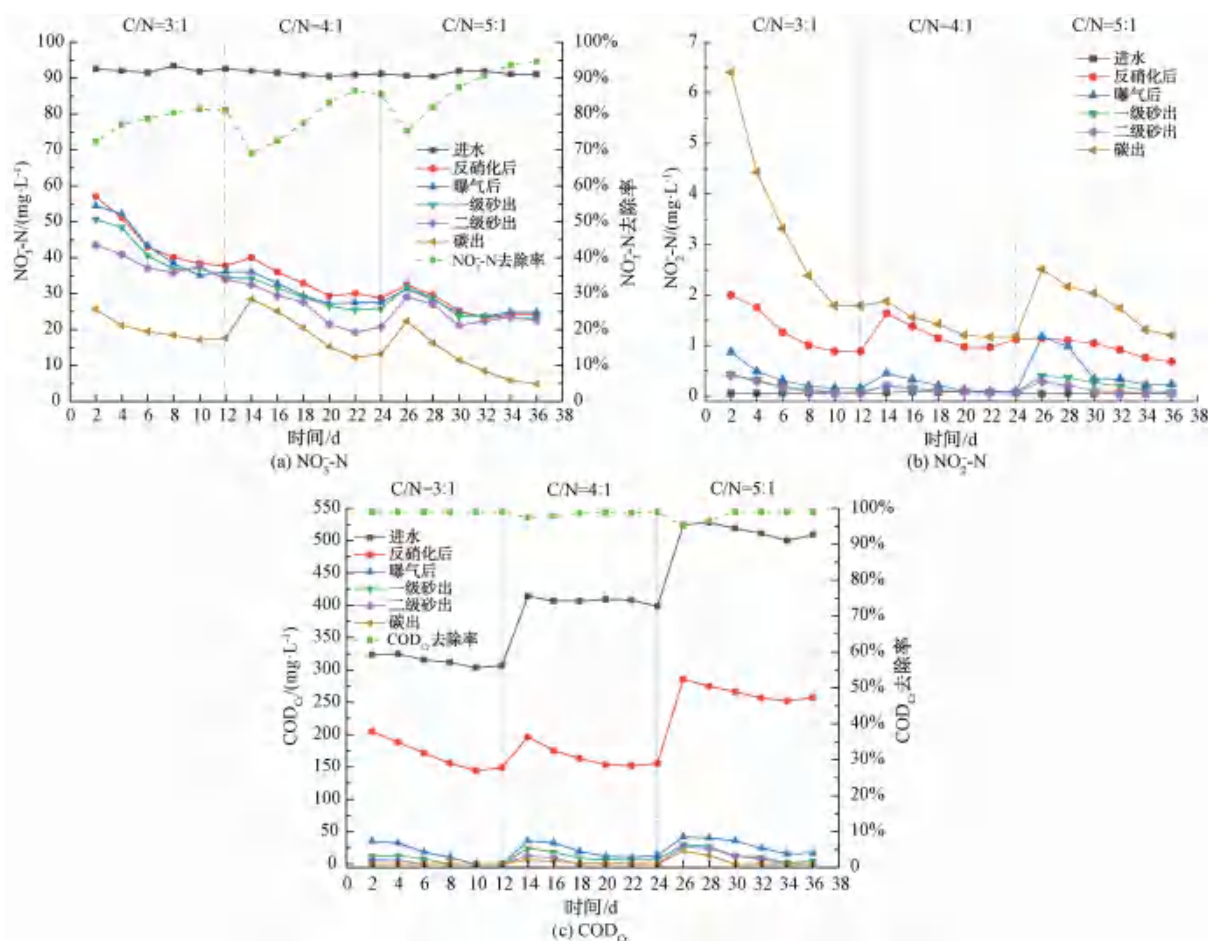 C/N=3:1 C/N=4:1 C/N=5:1
100 90 80 70 60 50 40 30 20 10 0
NO₃⁻-N/(mg·L⁻¹)
进水
反硝化后
曝气后
一级砂出
二级砂出
碳出
NO₃⁻-N去除率
100% 90% 80% 70% 60% 50% 40% 30% 20% 10% 0
NO₃⁻-N去除率
0 2 4 6 8 10 12 14 16 18 20 22 24 26 28 30 32 34 36 38
时间/d
(a) NO₃⁻-N
C/N=3:1 C/N=4:1 C/N=5:1
7 6 5 4 3 2 1 0
NO₂⁻-N/(mg·L⁻¹)
进水
反硝化后
曝气后
一级砂出
二级砂出
碳出
0 2 4 6 8 10 12 14 16 18 20 22 24 26 28 30 32 34 36 38
时间/d
(b) NO₂⁻-N
C/N=3:1 C/N=4:1 C/N=5:1
550 500 450 400 350 300 250 200 150 100 50 0
COD_Cr/(mg·L⁻¹)
进水
反硝化后
曝气后
一级砂出
二级砂出
碳出
COD_Cr去除率
100% 90% 80% 70% 60% 50% 40% 30% 20% 10% 0
COD_Cr去除率
0 2 4 6 8 10 12 14 16 18 20 22 24 26 28 30 32 34 36 38
时间/d
(c) COD_Cr